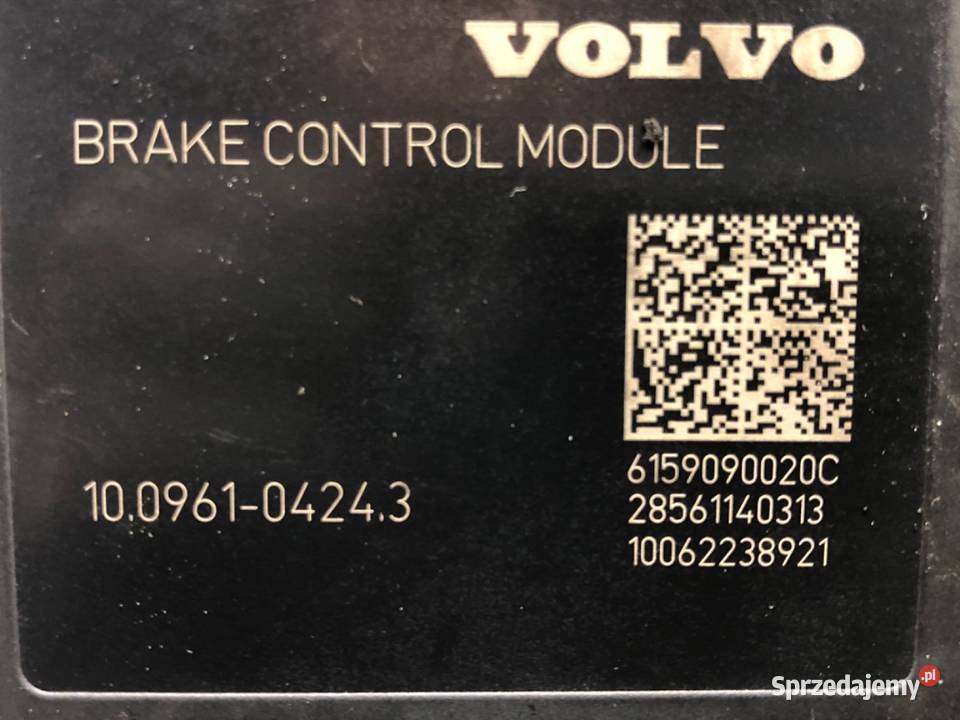 VOLVO
BRAKE CONTROL MODULE
10.0961-0424.3
6159090020C
28561140313
10062238921
Sprzedajemy.pl